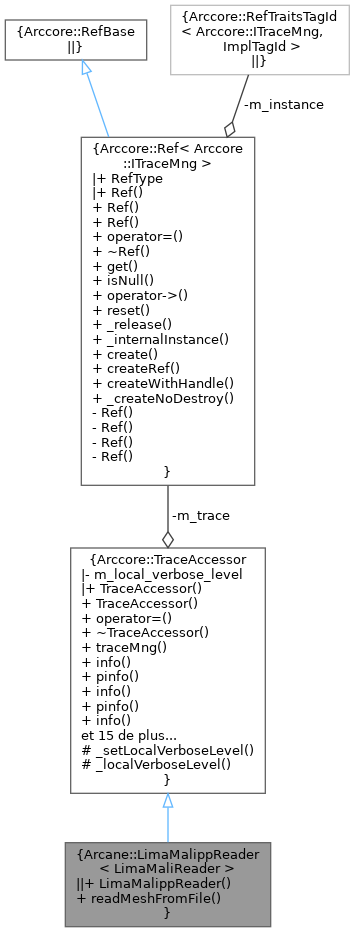 {Arccore::RefBase
||}
{Arccore::RefTraitsTagId
< Arccore::ITraceMng,
ImplTagId >
||}
-m_instance
{Arccore::Ref< Arccore
::ITraceMng >
|+ RefType
|+ Ref()
+ Ref()
+ Ref()
+ operator=()
+ ~Ref()
+ get()
+ isNull()
+ operator->()
+ reset()
+ _release()
+ _internalInstance()
+ create()
+ createRef()
+ createWithHandle()
+ _createNoDestroy()
- Ref()
- Ref()
- Ref()
- Ref()
}
-m_trace
{Arccore::TraceAccessor
|- m_local_verbose_level
|+ TraceAccessor()
+ TraceAccessor()
+ operator=()
+ ~TraceAccessor()
+ traceMng()
+ info()
+ pinfo()
+ info()
+ pinfo()
+ info()
et 15 de plus...
# _setLocalVerboseLevel()
# _localVerboseLevel()
}
{Arcane::LimaMalippReader
< LimaMaliReader >
||+ LimaMalippReader()
+ readMeshFromFile()
}